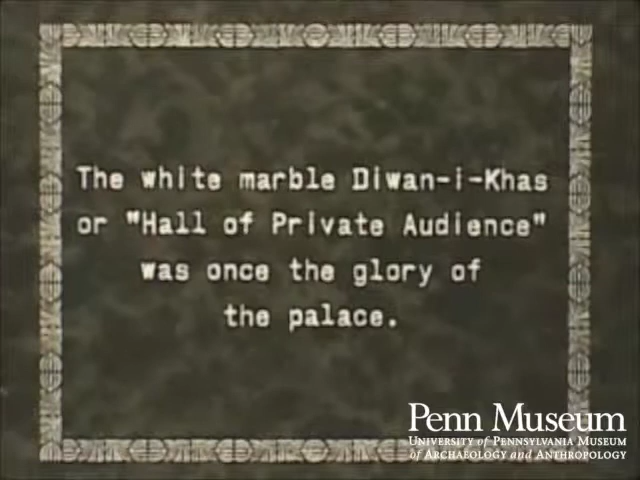 The white marble Diwan-i-Khas
or "Hall of Private Audience"
was once the glory of
the palace.
Penn Museum
University of Pennsylvania Museum
of Archaeology and Anthropology